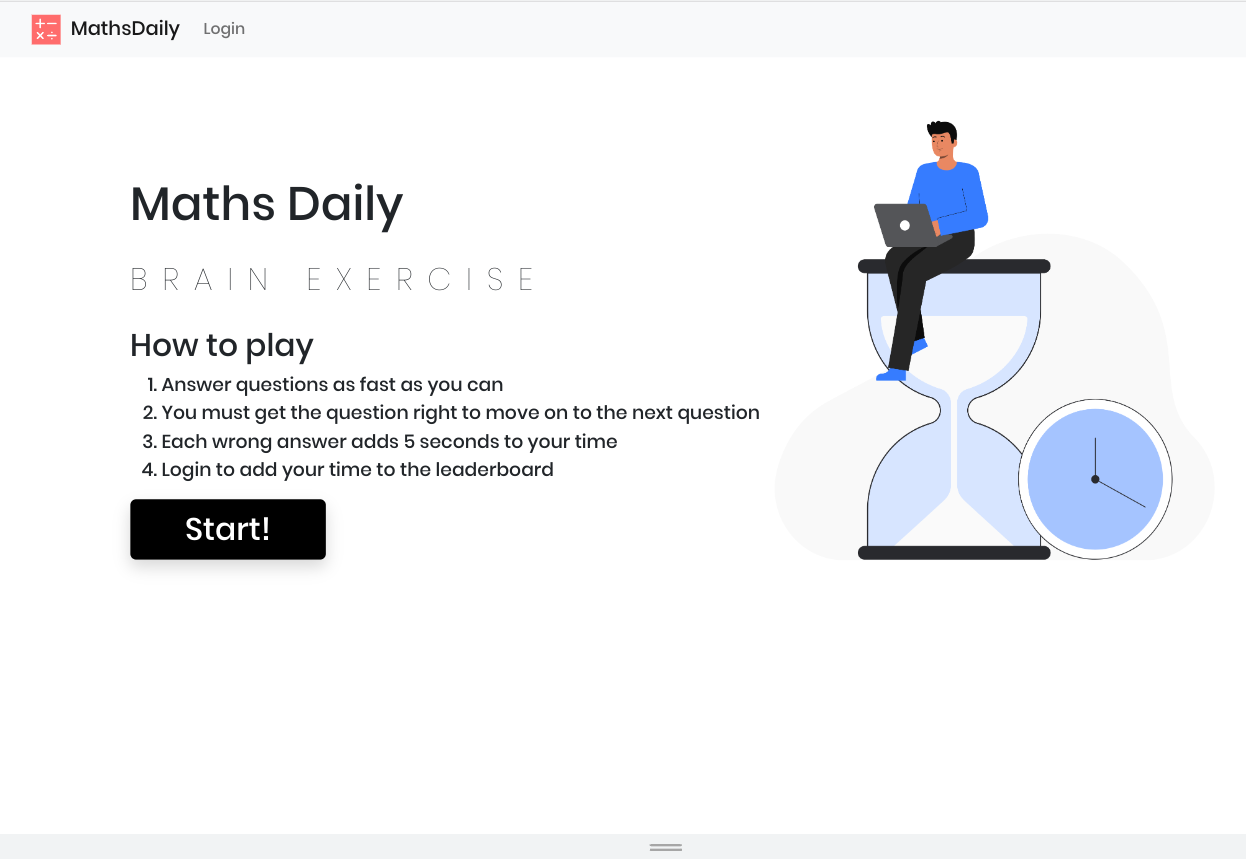 MathsDaily Login
Maths Daily
BRAIN EXERCISE
How to play
1. Answer questions as fast as you can
2. You must get the question right to move on to the next question
3. Each wrong answer adds 5 seconds to your time
4. Login to add your time to the leaderboard
Start!